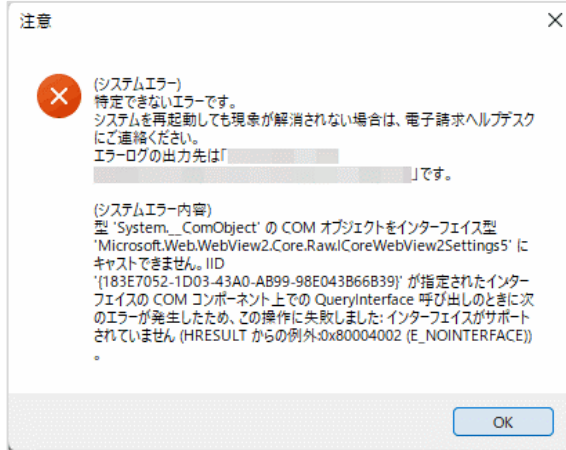 注意
(システムエラー)
特定できないエラーです。
システムを再起動しても現象が解消されない場合は、電子請求ヘルプデスク
にご連絡ください。
エラーログの出力先は「
」です。
(システムエラー内容)
型 'System.__ComObject' の COM オブジェクトをインターフェイス型
'Microsoft.Web.WebView2.Core.Raw.ICoreWebView2Settings5' に
キャストできません。IID
'{183E7052-1D03-43A0-AB99-98E043B66B39}' が指定されたインター
フェイスの COM コンポーネント上での QueryInterface 呼び出しのときに次
のエラーが発生したため、この操作に失敗しました: インターフェイスがサポート
されていません (HRESULT からの例外:0x80004002 (E_NOINTERFACE))
。
OK